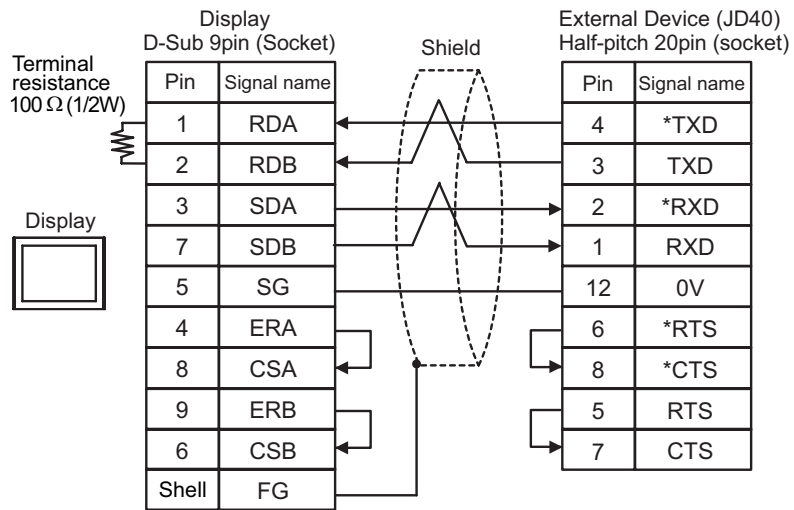 Display
D-Sub 9pin (Socket)
Shield
External Device (JD40)
Half-pitch 20pin (socket)
Terminal
resistance
100 Ω (1/2W)
Display
Pin Signal name
1 RDA
2 RDB
3 SDA
7 SDB
5 SG
4 ERA
8 CSA
9 ERB
6 CSB
Shell FG
Pin Signal name
4 *TXD
3 TXD
2 *RXD
1 RXD
12 0V
6 *RTS
8 *CTS
5 RTS
7 CTS